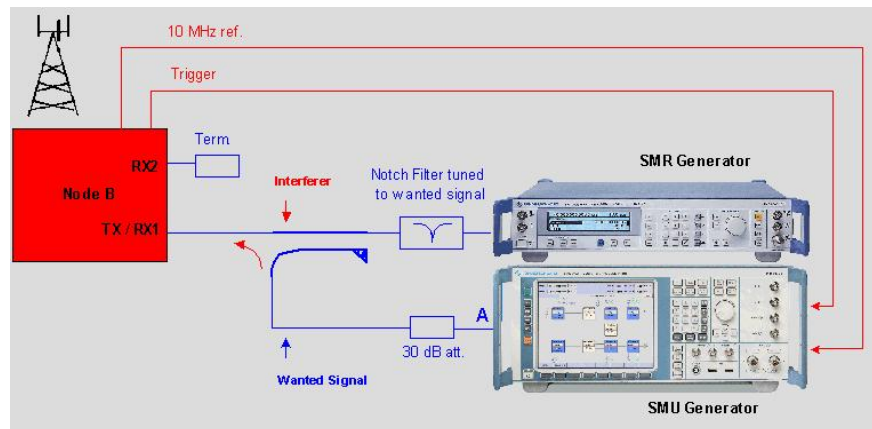 10 MHz ref.
Trigger
Term.
RX2
Node B
TX / RX1
Interferer
Notch Filter tuned
to wanted signal
SMR Generator
A
30 dB att.
Wanted Signal
SMU Generator